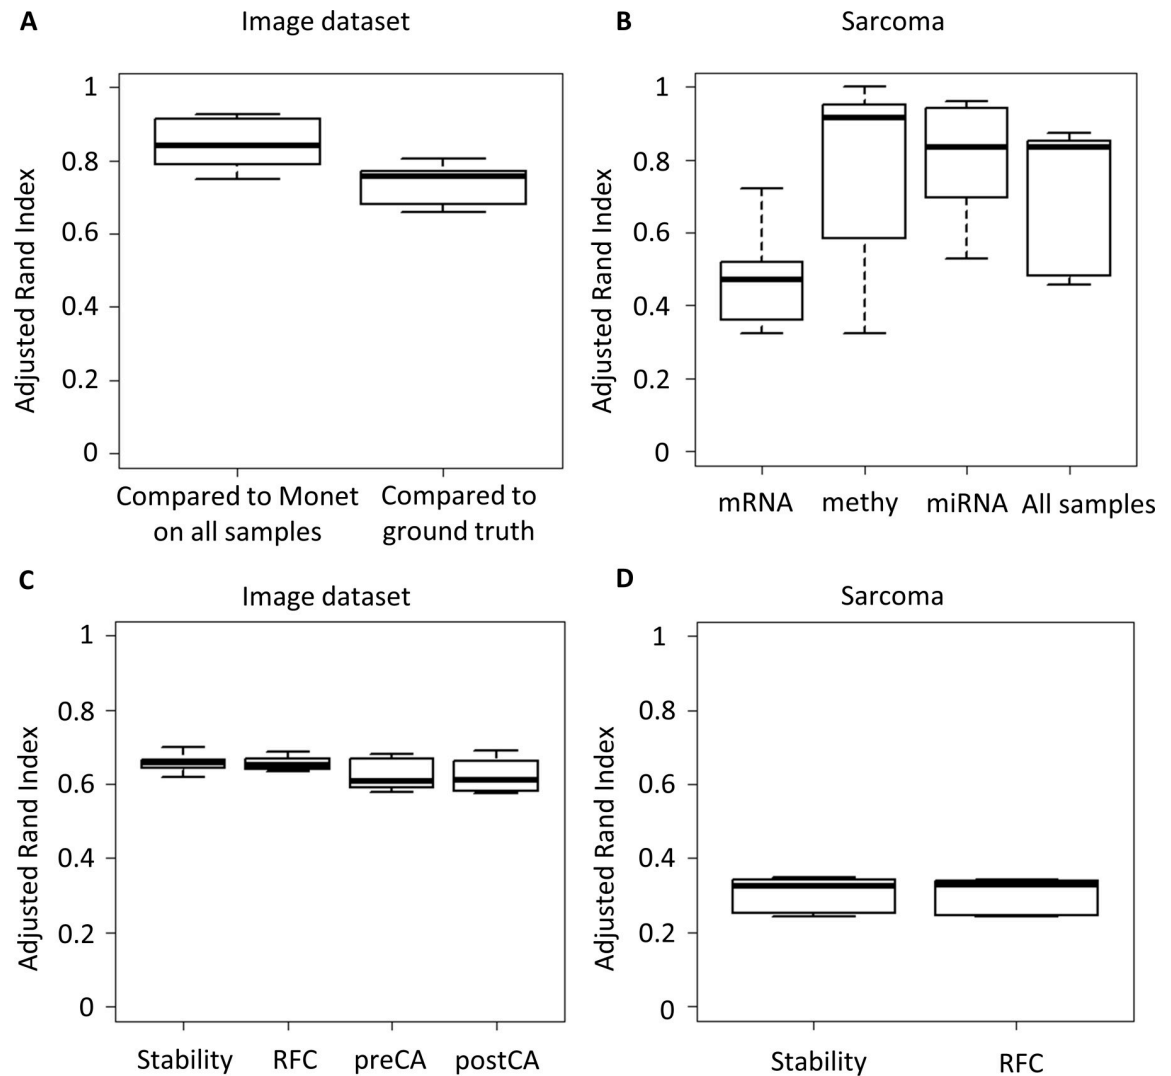 A
Image dataset
1
0.8
0.6
0.4
0.2
0
Adjusted Rand Index
Compared to Monet
on all samples
Compared to
ground truth
B
Sarcoma
1
0.8
0.6
0.4
0.2
0
Adjusted Rand Index
mRNA
methy
miRNA
All samples
C
Image dataset
1
0.8
0.6
0.4
0.2
0
Adjusted Rand Index
Stability
RFC
preCA
postCA
D
Sarcoma
1
0.8
0.6
0.4
0.2
0
Adjusted Rand Index
Stability
RFC